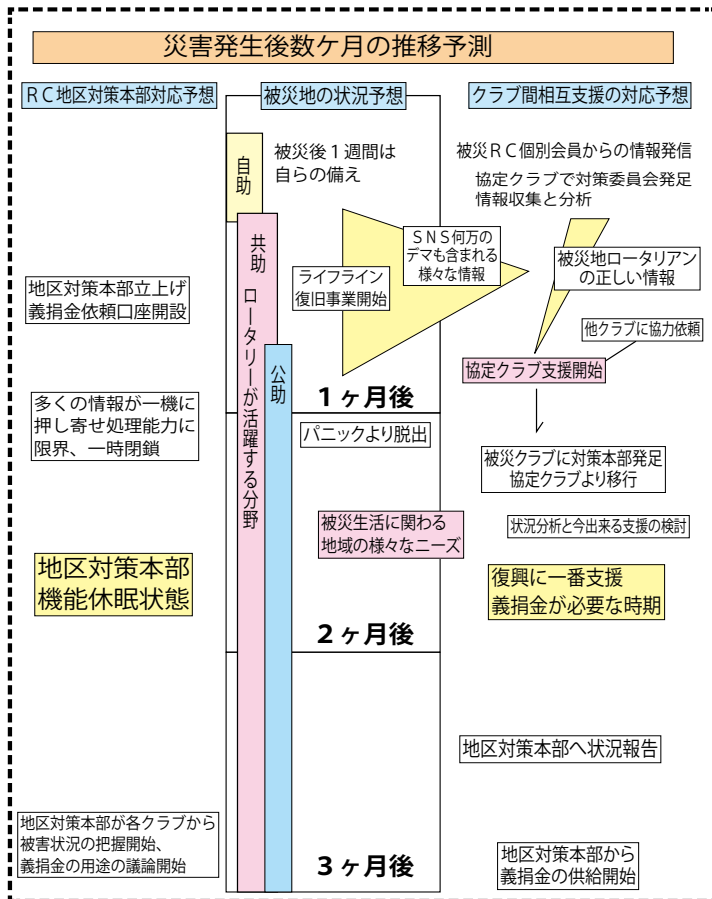 災害発生後数ケ月の推移予測
ＲＣ地区対策本部対応予想
被災地の状況予想
クラブ間相互支援の対応予想
自助
被災後１週間は
自らの備え
被災ＲＣ個別会員からの情報発信
協定クラブで対策委員会発足
情報収集と分析
共助 ロータリーが活躍する分野
ＳＮＳ何万の
デマも含まれる
様々な情報
被災地ロータリアン
の正しい情報
地区対策本部立上げ
義捐金依頼口座開設
ライフライン
復旧事業開始
他クラブに協力依頼
公助
協定クラブ支援開始
１ヶ月後
多くの情報が一機に
押し寄せ処理能力に
限界、一時閉鎖
パニックより脱出
被災クラブに対策本部発足
協定クラブより移行
被災生活に関わる
地域の様々なニーズ
状況分析と今出来る支援の検討
地区対策本部
機能休眠状態
復興に一番支援
義捐金が必要な時期
２ヶ月後
地区対策本部へ状況報告
地区対策本部が各クラブから
被害状況の把握開始、
義捐金の用途の議論開始
３ヶ月後
地区対策本部から
義捐金の供給開始